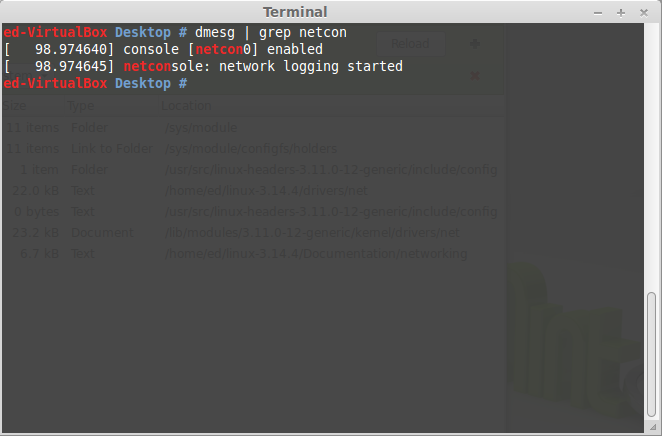 Terminal
ed-VirtualBox Desktop # dmesg | grep netcon
[   98.974640] console [netcon0] enabled
[   98.974645] netconsole: network logging started
ed-VirtualBox Desktop #
Reload
Size Type Location
11 items Folder /sys/module
11 items Link to Folder /sys/module/configfs/holders
1 item Folder /usr/src/linux-headers-3.11.0-12-generic/include/config
22.0 kB Text /home/ed/linux-3.14.4/drivers/net
0 bytes Text /usr/src/linux-headers-3.11.0-12-generic/include/config
23.2 kB Document /lib/modules/3.11.0-12-generic/kernel/drivers/net
6.7 kB Text /home/ed/linux-3.14.4/Documentation/networking